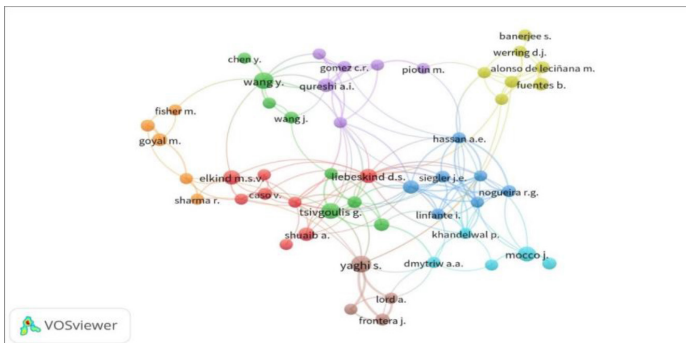 banerjee s.
werring d.j.
chen y.
gomez c.r.
piotin m.
alonso de leciñana m.
wang y.
qureshi a.i.
fuentes b.
fisher m.
wang j.
goyal m.
hassan a.e.
elkind m.s.v.
liebeskind d.s.
siegler j.e.
sharma r.
caso v.
nogueira r.g.
tsivgoulis g.
linfante i.
shuaib a.
khandelwal p.
yaghi s.
dmytriw a.a.
mocco j.
lord a.
frontera j.
VOSviewer